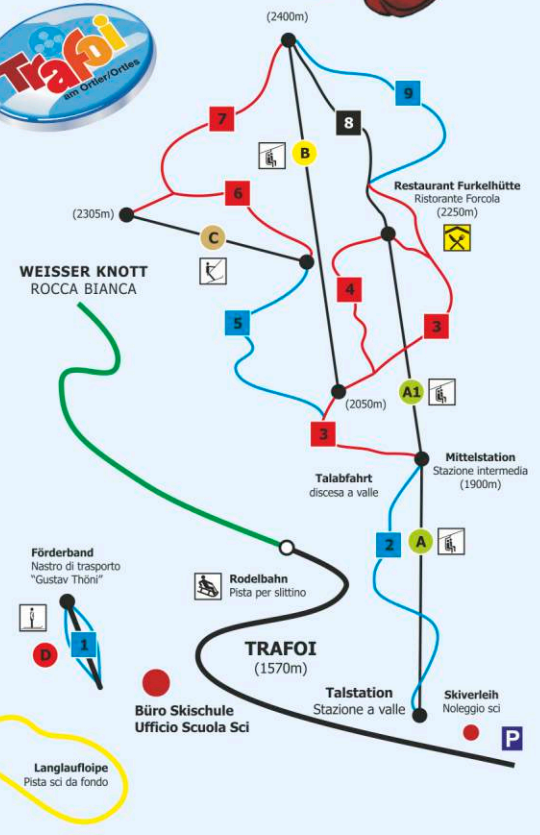 Trafoi
am Ortler/Ortles
(2400m)
9
7
8
B
Restaurant Furkelhütte
Ristorante Forcola
(2250m)
6
(2305m)
C
WEISSER KNOTT
ROCCA BIANCA
4
5
3
A1
(2050m)
3
Mittelstation
Stazione intermedia
(1900m)
Talabfahrt
discesa a valle
2
A
Förderband
Nastro di trasporto
"Gustav Thöni"
Rodelbahn
Pista per slittino
1
D
TRAFOI
(1570m)
Büro Skischule
Ufficio Scuola Sci
Talstation
Stazione a valle
Skiverleih
Noleggio sci
P
Langlaufloipe
Pista sci da fondo